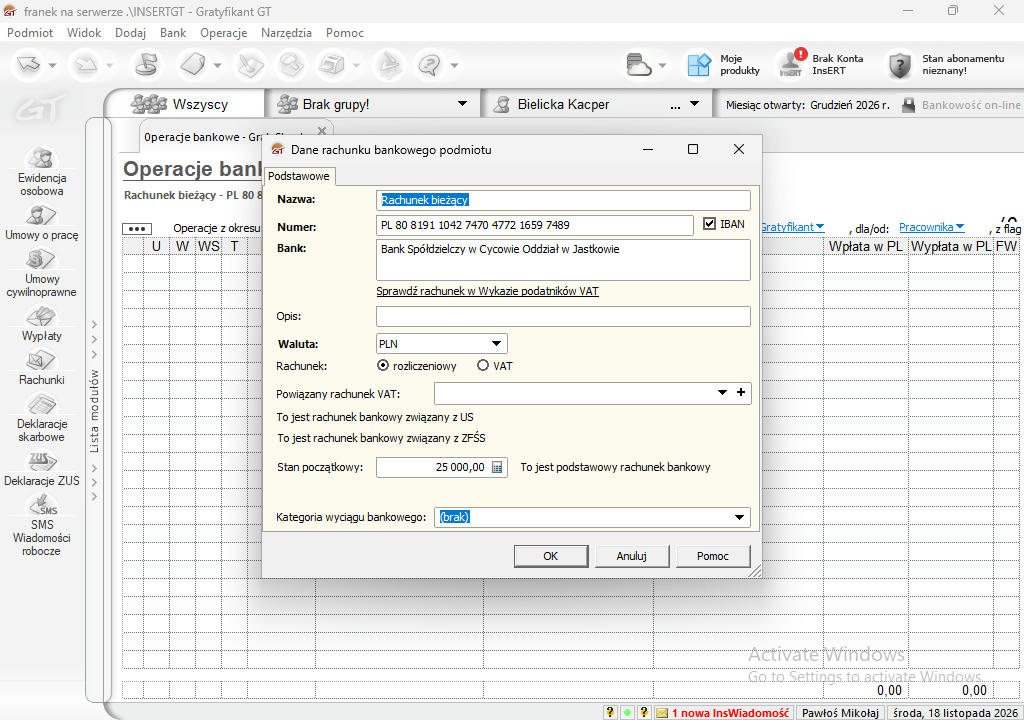 franek na serwerze .\INSERTGT - Gratyfikant GT
Podmiot Widok Dodaj Bank Operacje Narzędzia Pomoc
Moje produkty
Brak Konta InsERT
Stan abonamentu nieznany!
GT
Wszyscy
Brak grupy!
Bielicka Kacper ...
Miesiąc otwarty: Grudzień 2026 r.
Bankowość on-line
Operacje bankowe -
Operacje bank
Rachunek bieżący - PL 80 8
Operacje z okresu
Gratyfikant , dla/od: Pracownika , z flag
U W WS T Wpłata w PL Wypłata w PL FW
Ewidencja osobowa
Umowy o pracę
Umowy cywilnoprawne
Wypłaty
Rachunki
Deklaracje skarbowe
Deklaracje ZUS
SMS Wiadomości robocze
Lista modułów
Dane rachunku bankowego podmiotu
Podstawowe
Nazwa: Rachunek bieżący
Numer: PL 80 8191 1042 7470 4772 1659 7489 IBAN
Bank: Bank Spółdzielczy w Cycowie Oddział w Jastkowie
Sprawdź rachunek w Wykazie podatników VAT
Opis:
Waluta: PLN
Rachunek: rozliczeniowy VAT
Powiązany rachunek VAT:
To jest rachunek bankowy związany z US
To jest rachunek bankowy związany z ZFŚS
Stan początkowy: 25 000,00 To jest podstawowy rachunek bankowy
Kategoria wyciągu bankowego: (brak)
OK Anuluj Pomoc
Activate Windows
Go to Settings to activate Windows.
0,00 0,00
1 nowa InsWiadomość Pawłoś Mikołaj środa, 18 listopada 2026